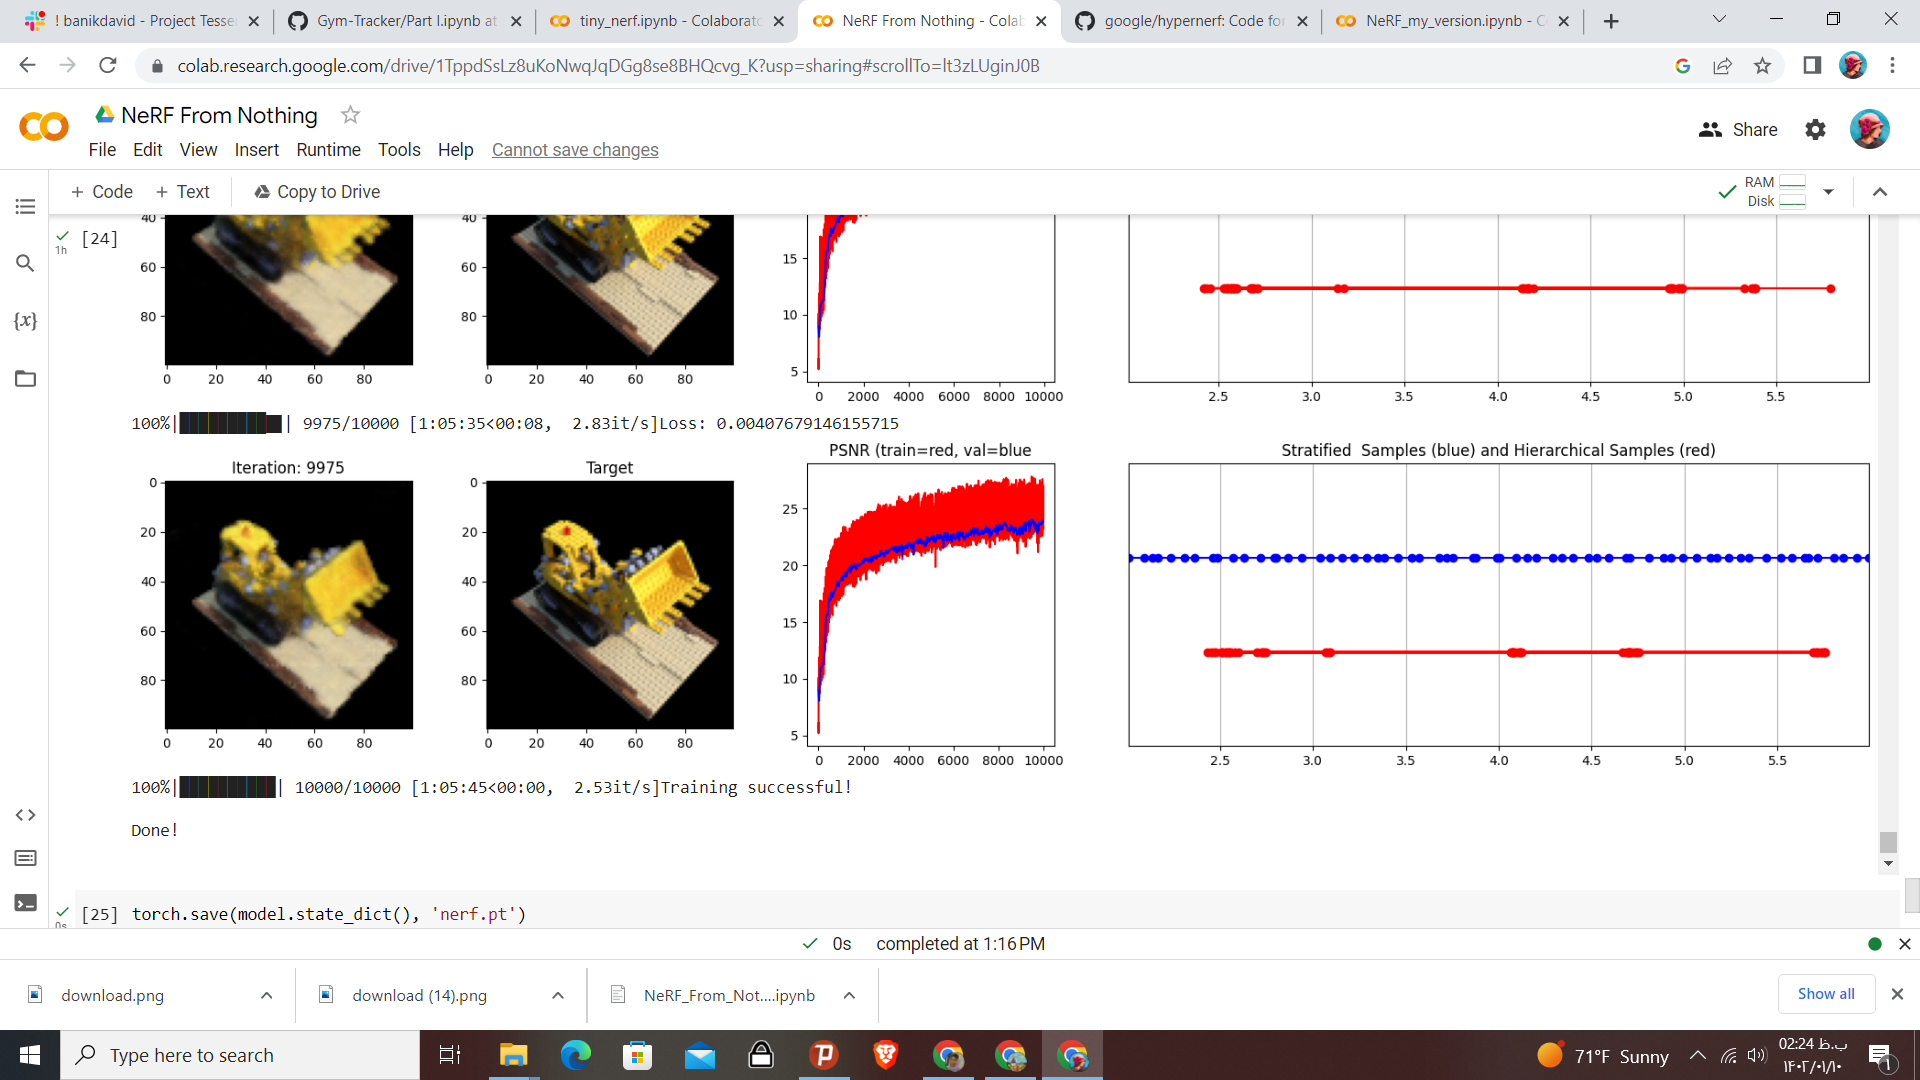 ! banikdavid - Project Tesse
Gym-Tracker/Part I.ipynb at
tiny_nerf.ipynb - Colaborato
NeRF From Nothing - Colab
google/hypernerf: Code for
NeRF_my_version.ipynb - C
colab.research.google.com/drive/1TppdSsLz8uKoNwqJqDGg8se8BHQcvg_K?usp=sharing#scrollTo=lt3zLUginJ0B
NeRF From Nothing
Share
File Edit View Insert Runtime Tools Help Cannot save changes
+ Code + Text Copy to Drive
RAM
Disk
[24]
1h
40
60
80
0 20 40 60 80
40
60
80
0 20 40 60 80
15
10
5
0 2000 4000 6000 8000 10000
2.5 3.0 3.5 4.0 4.5 5.0 5.5
100%| | 9975/10000 [1:05:35<00:08, 2.83it/s]Loss: 0.00407679146155715
Iteration: 9975
0
20
40
60
80
0 20 40 60 80
Target
0
20
40
60
80
0 20 40 60 80
PSNR (train=red, val=blue
25
20
15
10
5
0 2000 4000 6000 8000 10000
Stratified Samples (blue) and Hierarchical Samples (red)
2.5 3.0 3.5 4.0 4.5 5.0 5.5
100%| | 10000/10000 [1:05:45<00:00, 2.53it/s]Training successful!
Done!
[25] torch.save(model.state_dict(), 'nerf.pt')
0s
0s completed at 1:16 PM
download.png
download (14).png
NeRF_From_Not....ipynb
Show all
Type here to search
71°F Sunny
02:24 ب.ظ
۱۴۰۲/۰۱/۱۰
{x}